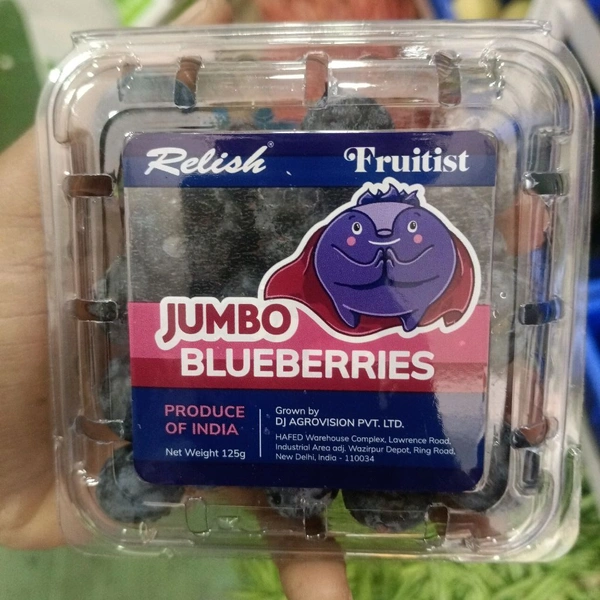 Relish®
Fruitist
JUMBO
BLUEBERRIES
PRODUCE
OF INDIA
Net Weight 125g
Grown by
DJ AGROVISION PVT. LTD.
HAFED Warehouse Complex, Lawrence Road,
Industrial Area adj. Wazirpur Depot, Ring Road,
New Delhi, India - 110034